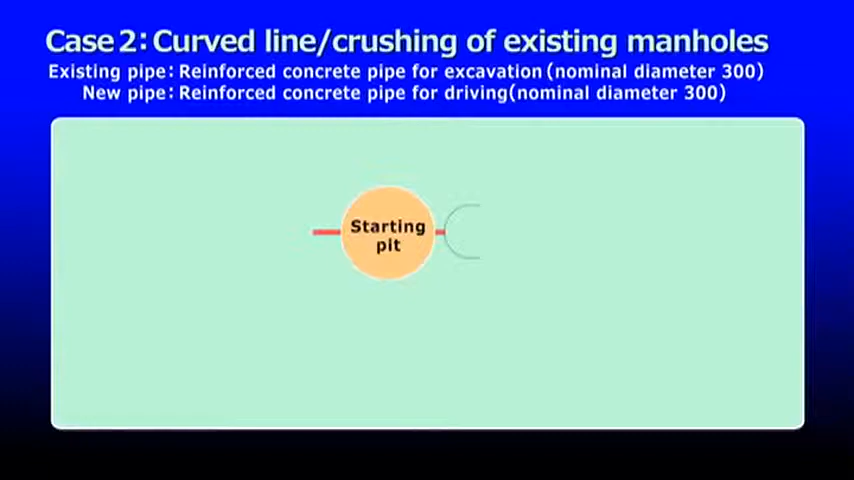 Case 2: Curved line/crushing of existing manholes
Existing pipe: Reinforced concrete pipe for excavation (nominal diameter 300)
New pipe: Reinforced concrete pipe for driving(nominal diameter 300)
Starting
pit